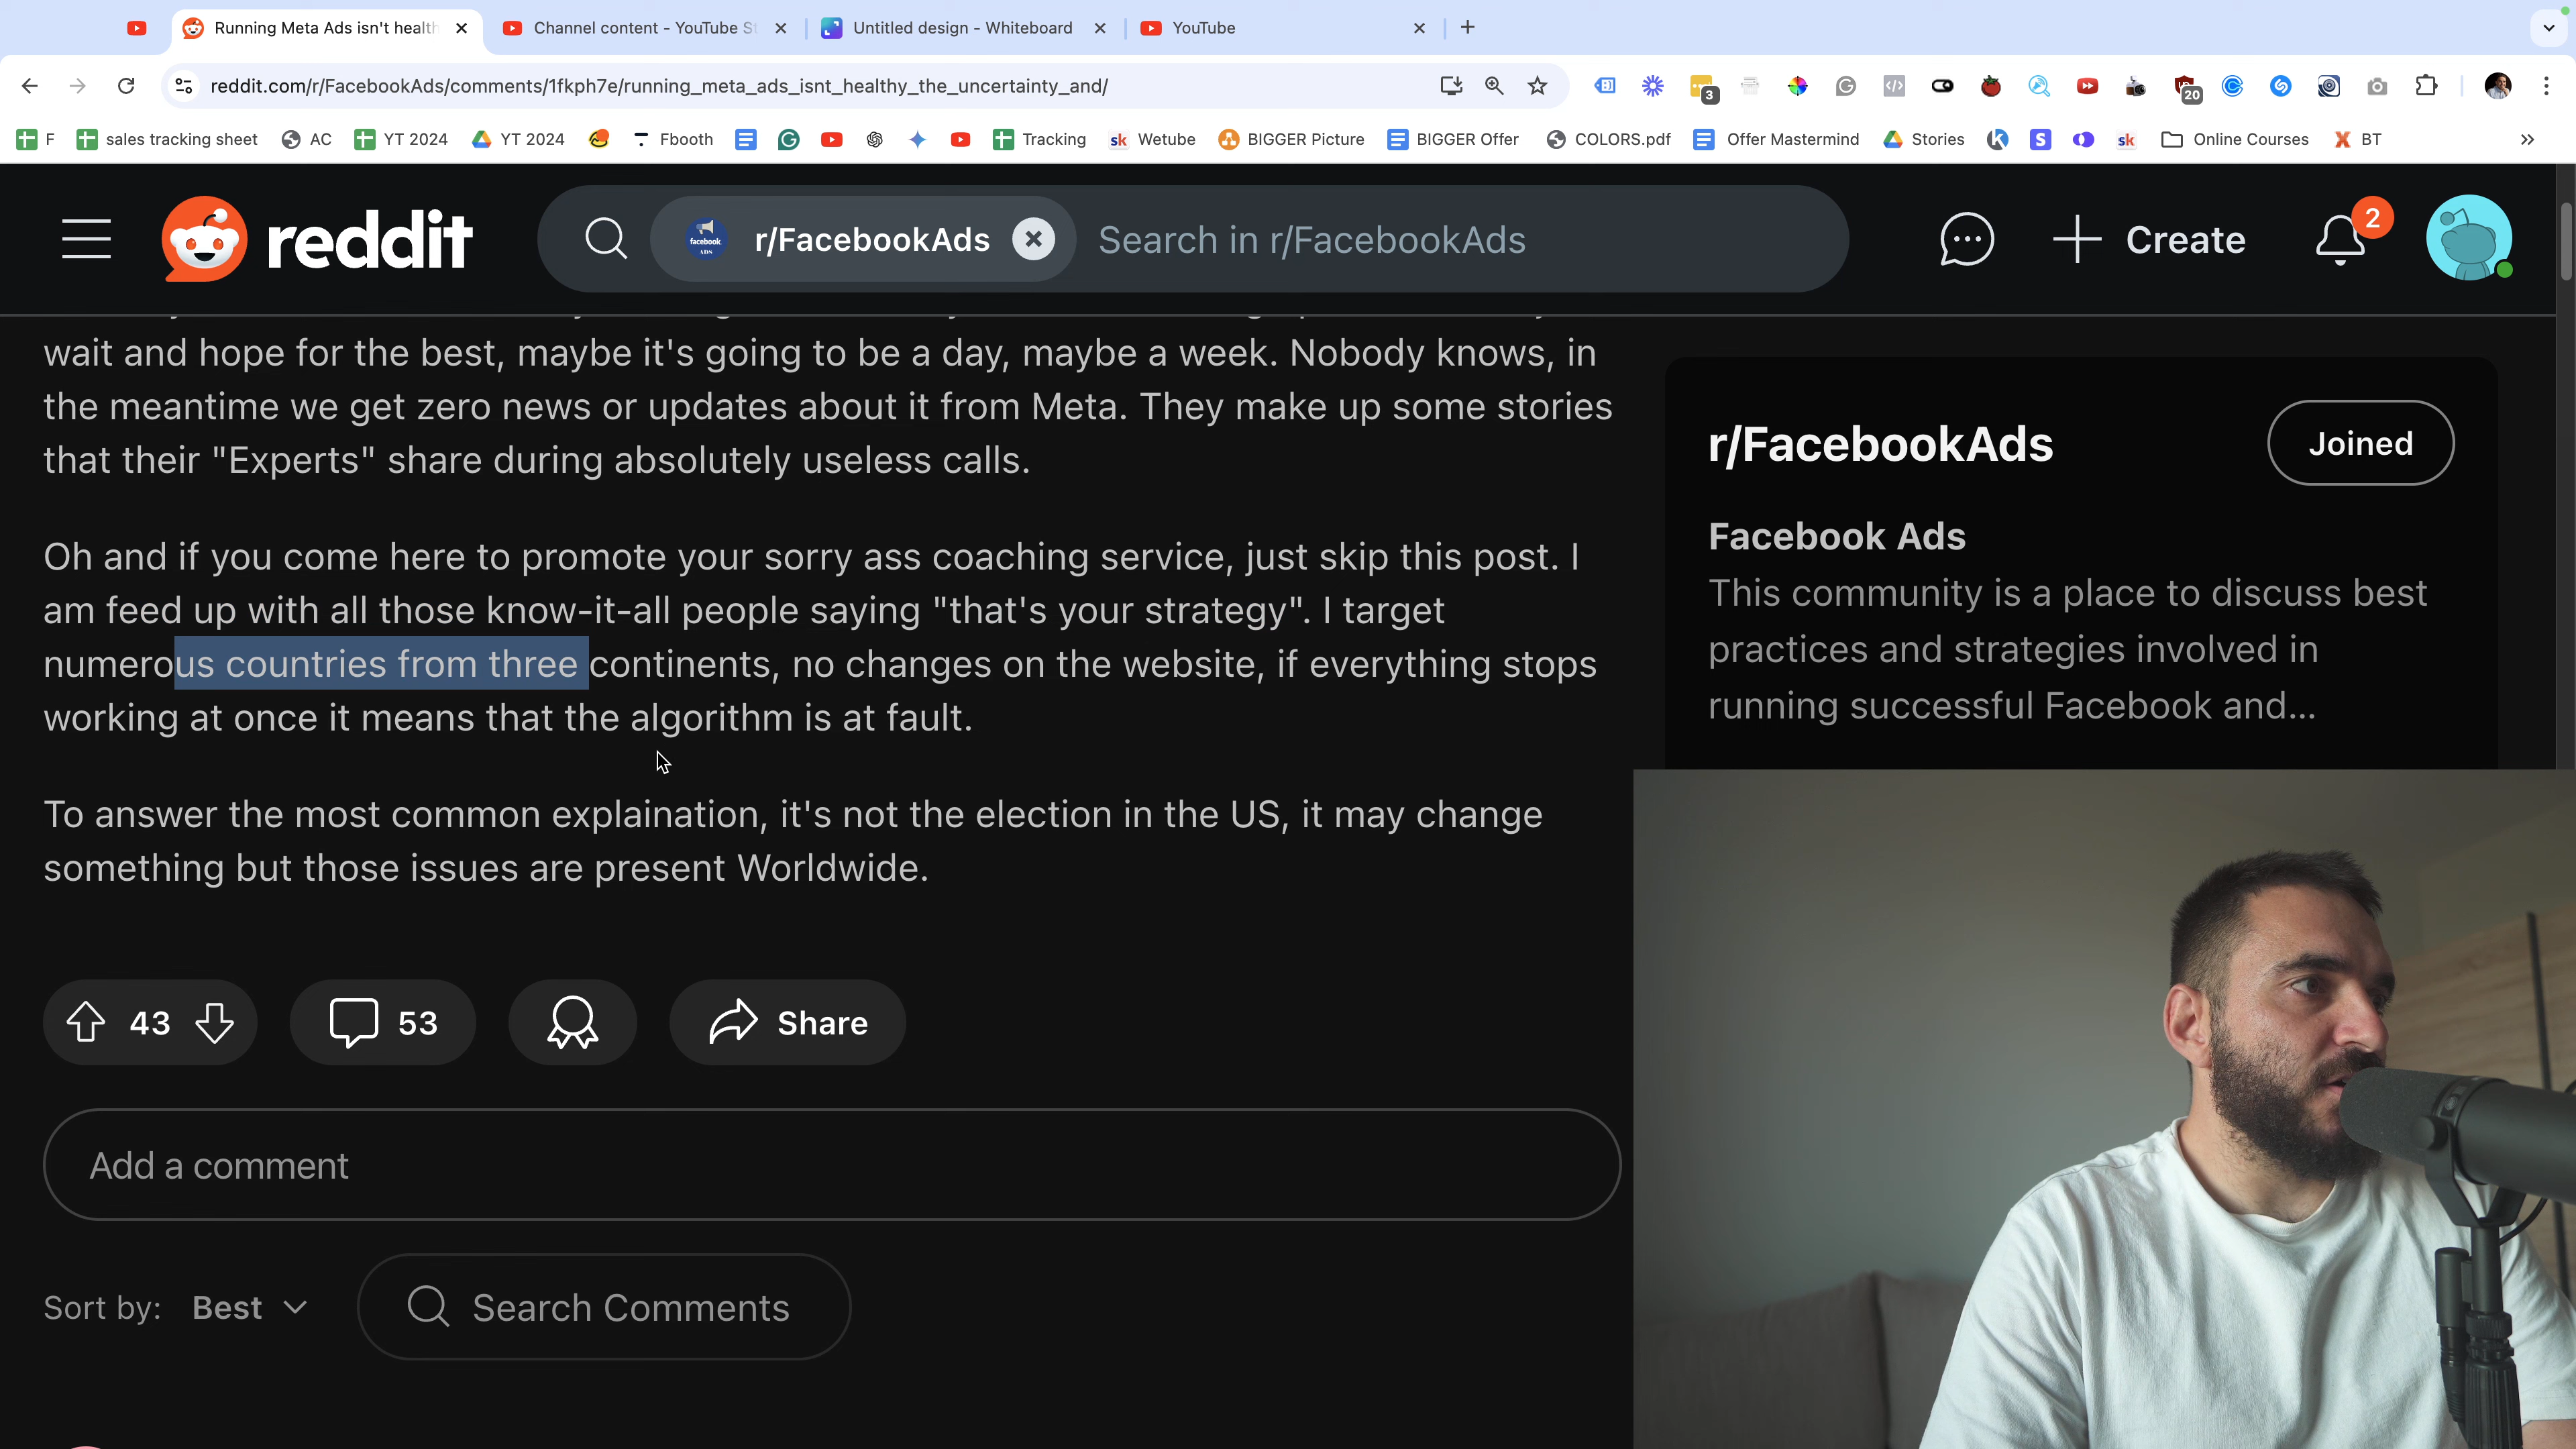 Running Meta Ads isn't health
Channel content - YouTube St
Untitled design - Whiteboard
YouTube
reddit.com/r/FacebookAds/comments/1fkph7e/running_meta_ads_isnt_healthy_the_uncertainty_and/
3
20
F
sales tracking sheet
AC
YT 2024
YT 2024
Fbooth
Tracking
sk
Wetube
BIGGER Picture
BIGGER Offer
COLORS.pdf
Offer Mastermind
Stories
sk
Online Courses
BT
reddit
facebook
ADS
r/FacebookAds
Search in r/FacebookAds
Create
2
wait and hope for the best, maybe it's going to be a day, maybe a week. Nobody knows, in
the meantime we get zero news or updates about it from Meta. They make up some stories
that their "Experts" share during absolutely useless calls.
Oh and if you come here to promote your sorry ass coaching service, just skip this post. I
am feed up with all those know-it-all people saying "that's your strategy". I target
numerous countries from three continents, no changes on the website, if everything stops
working at once it means that the algorithm is at fault.
To answer the most common explaination, it's not the election in the US, it may change
something but those issues are present Worldwide.
43
53
Share
Add a comment
Sort by: Best
Search Comments
r/FacebookAds
Joined
Facebook Ads
This community is a place to discuss best
practices and strategies involved in
running successful Facebook and...